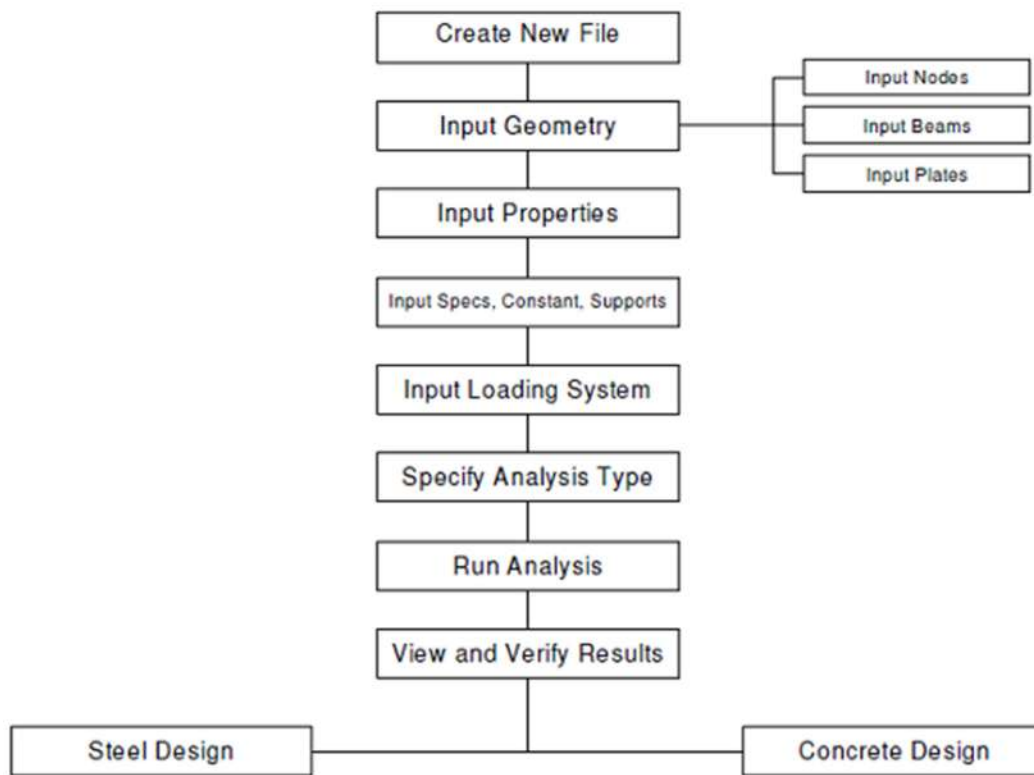 Create New File
Input Geometry
Input Nodes
Input Beams
Input Plates
Input Properties
Input Specs, Constant, Supports
Input Loading System
Specify Analysis Type
Run Analysis
View and Verify Results
Steel Design
Concrete Design